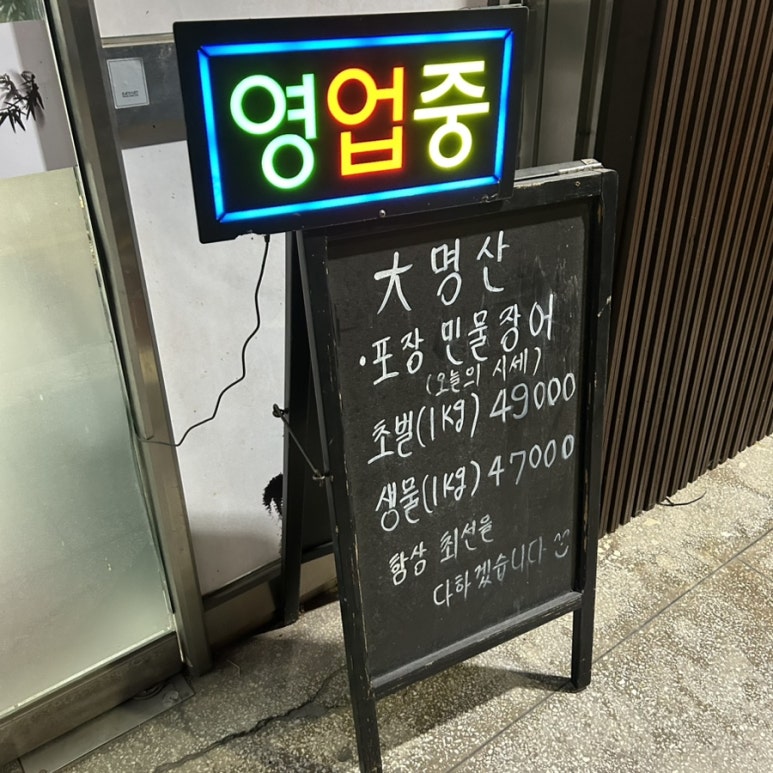 영업중
大명산
·포장 민물장어
(오늘의 시세)
초벌(1kg) 49000
생물(1kg) 47000
항상 최선을
다하겠습니다